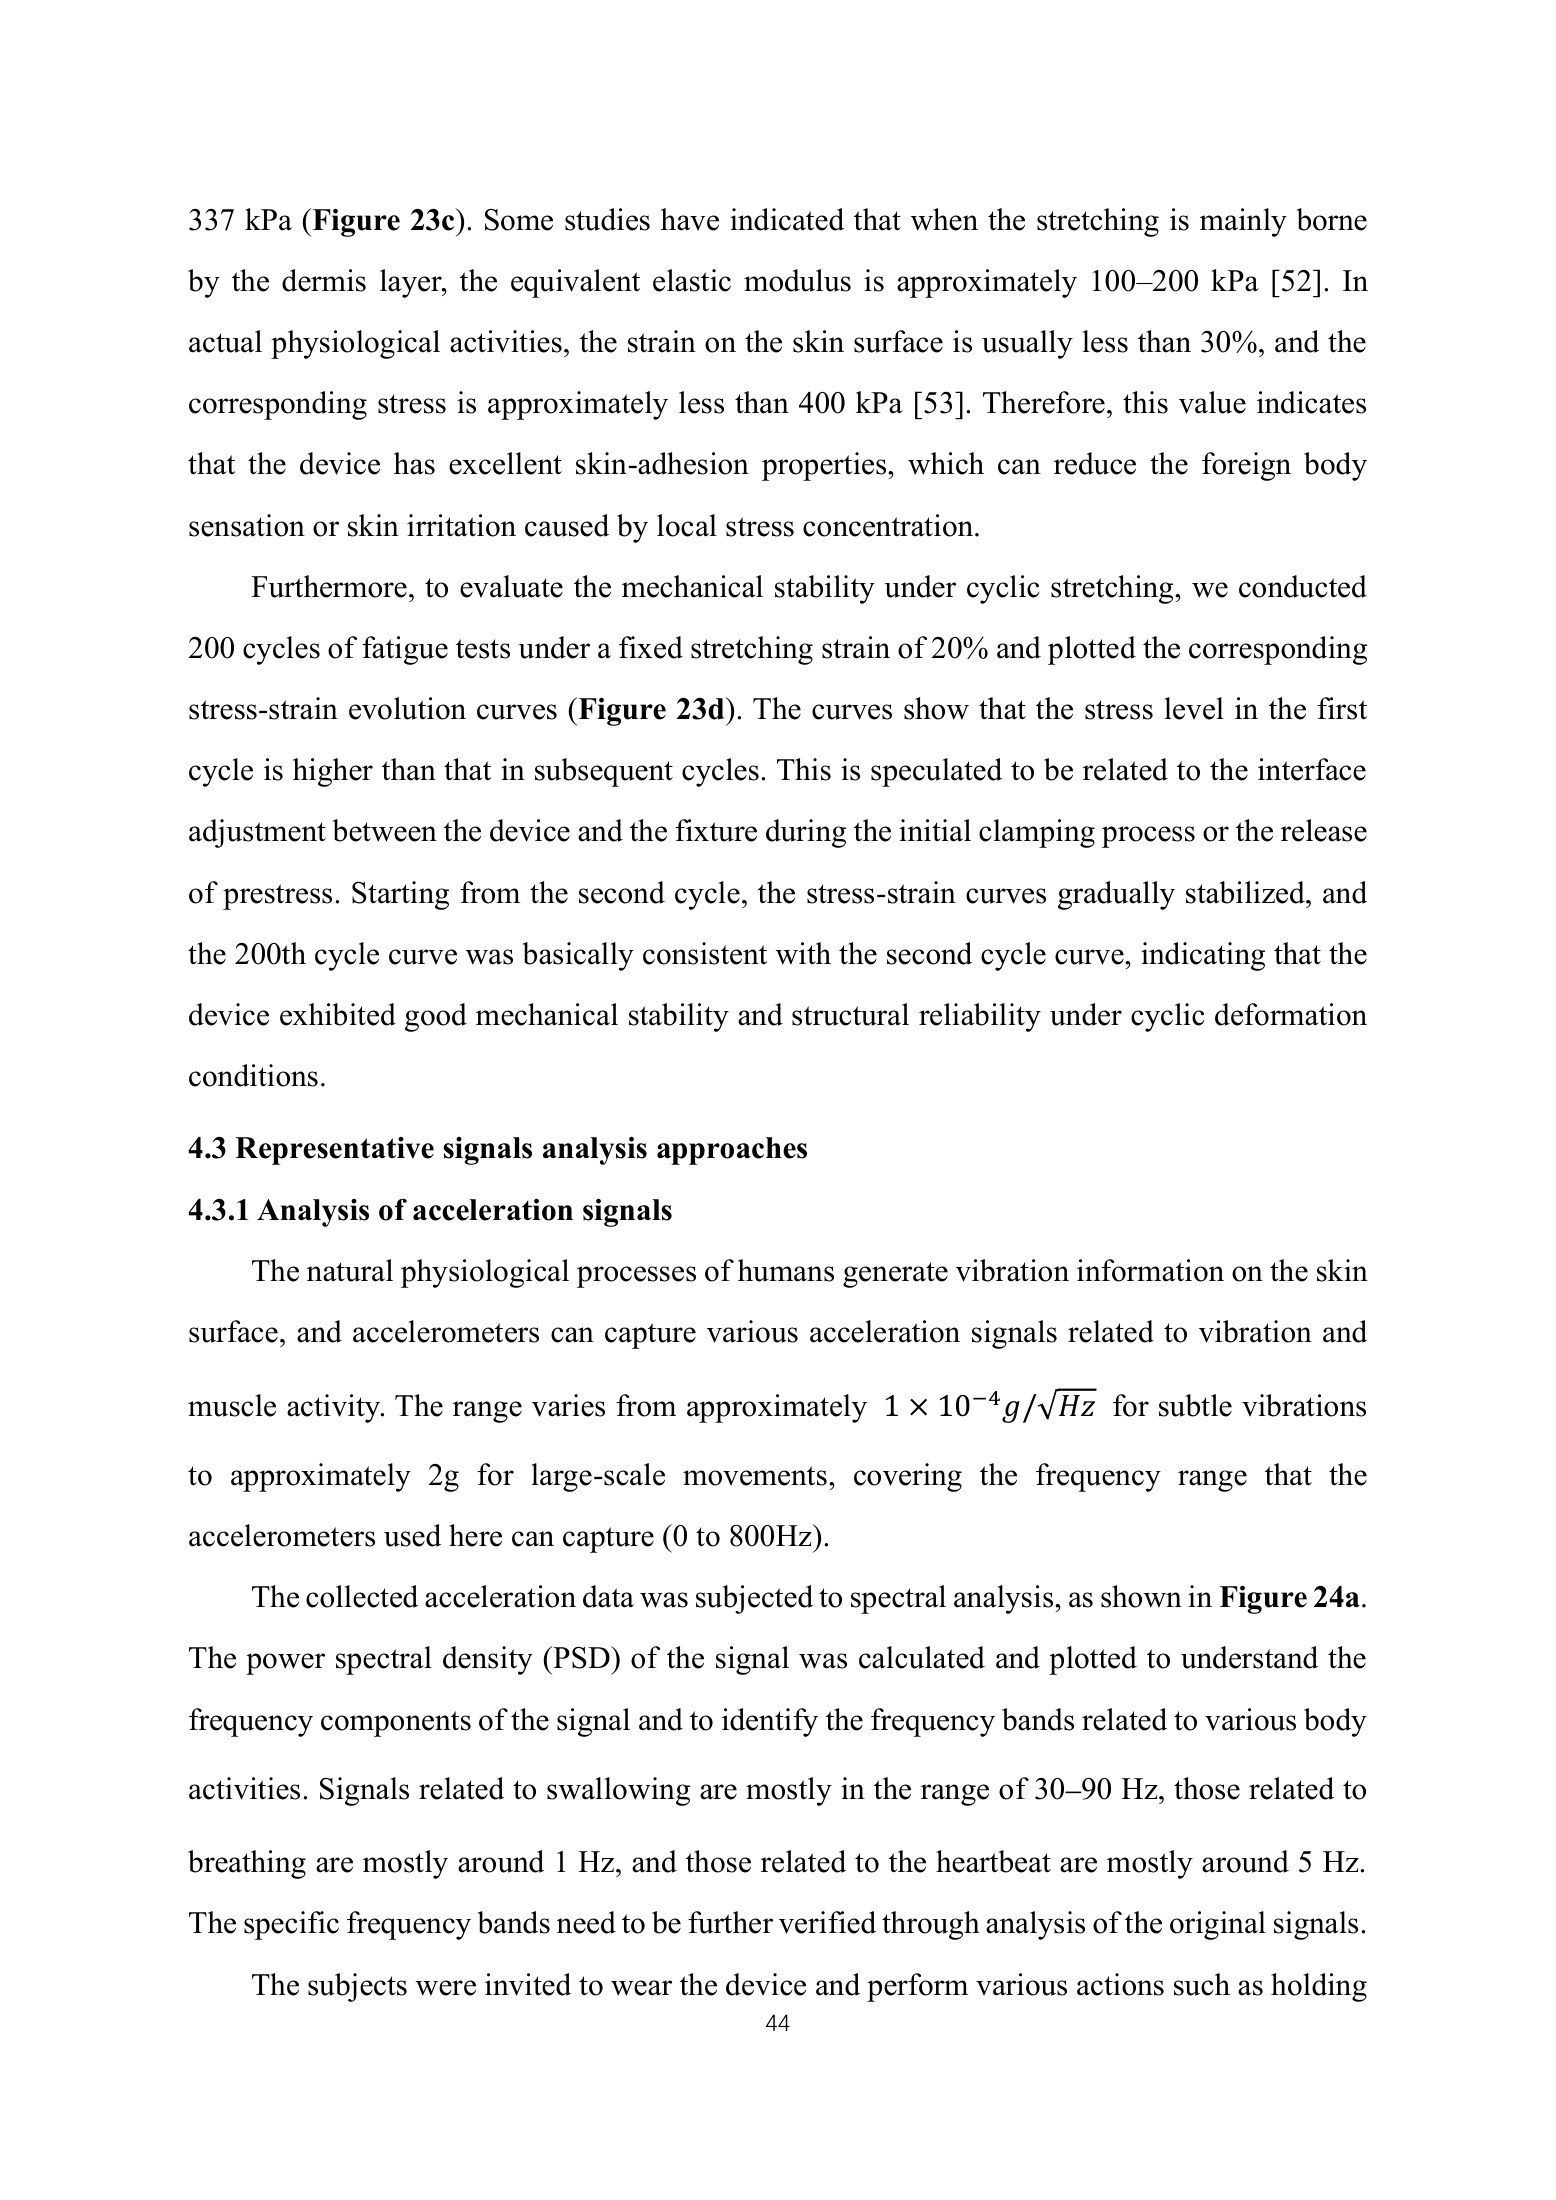 337 kPa (Figure 23c). Some studies have indicated that when the stretching is mainly borne
by the dermis layer, the equivalent elastic modulus is approximately 100–200 kPa [52]. In
actual physiological activities, the strain on the skin surface is usually less than 30%, and the
corresponding stress is approximately less than 400 kPa [53]. Therefore, this value indicates
that the device has excellent skin-adhesion properties, which can reduce the foreign body
sensation or skin irritation caused by local stress concentration.
Furthermore, to evaluate the mechanical stability under cyclic stretching, we conducted
200 cycles of fatigue tests under a fixed stretching strain of 20% and plotted the corresponding
stress-strain evolution curves (Figure 23d). The curves show that the stress level in the first
cycle is higher than that in subsequent cycles. This is speculated to be related to the interface
adjustment between the device and the fixture during the initial clamping process or the release
of prestress. Starting from the second cycle, the stress-strain curves gradually stabilized, and
the 200th cycle curve was basically consistent with the second cycle curve, indicating that the
device exhibited good mechanical stability and structural reliability under cyclic deformation
conditions.
4.3 Representative signals analysis approaches
4.3.1 Analysis of acceleration signals
The natural physiological processes of humans generate vibration information on the skin
surface, and accelerometers can capture various acceleration signals related to vibration and
muscle activity. The range varies from approximately 1 × 10⁻⁴g/√Hz for subtle vibrations
to approximately 2g for large-scale movements, covering the frequency range that the
accelerometers used here can capture (0 to 800Hz).
The collected acceleration data was subjected to spectral analysis, as shown in Figure 24a.
The power spectral density (PSD) of the signal was calculated and plotted to understand the
frequency components of the signal and to identify the frequency bands related to various body
activities. Signals related to swallowing are mostly in the range of 30–90 Hz, those related to
breathing are mostly around 1 Hz, and those related to the heartbeat are mostly around 5 Hz.
The specific frequency bands need to be further verified through analysis of the original signals.
The subjects were invited to wear the device and perform various actions such as holding
44